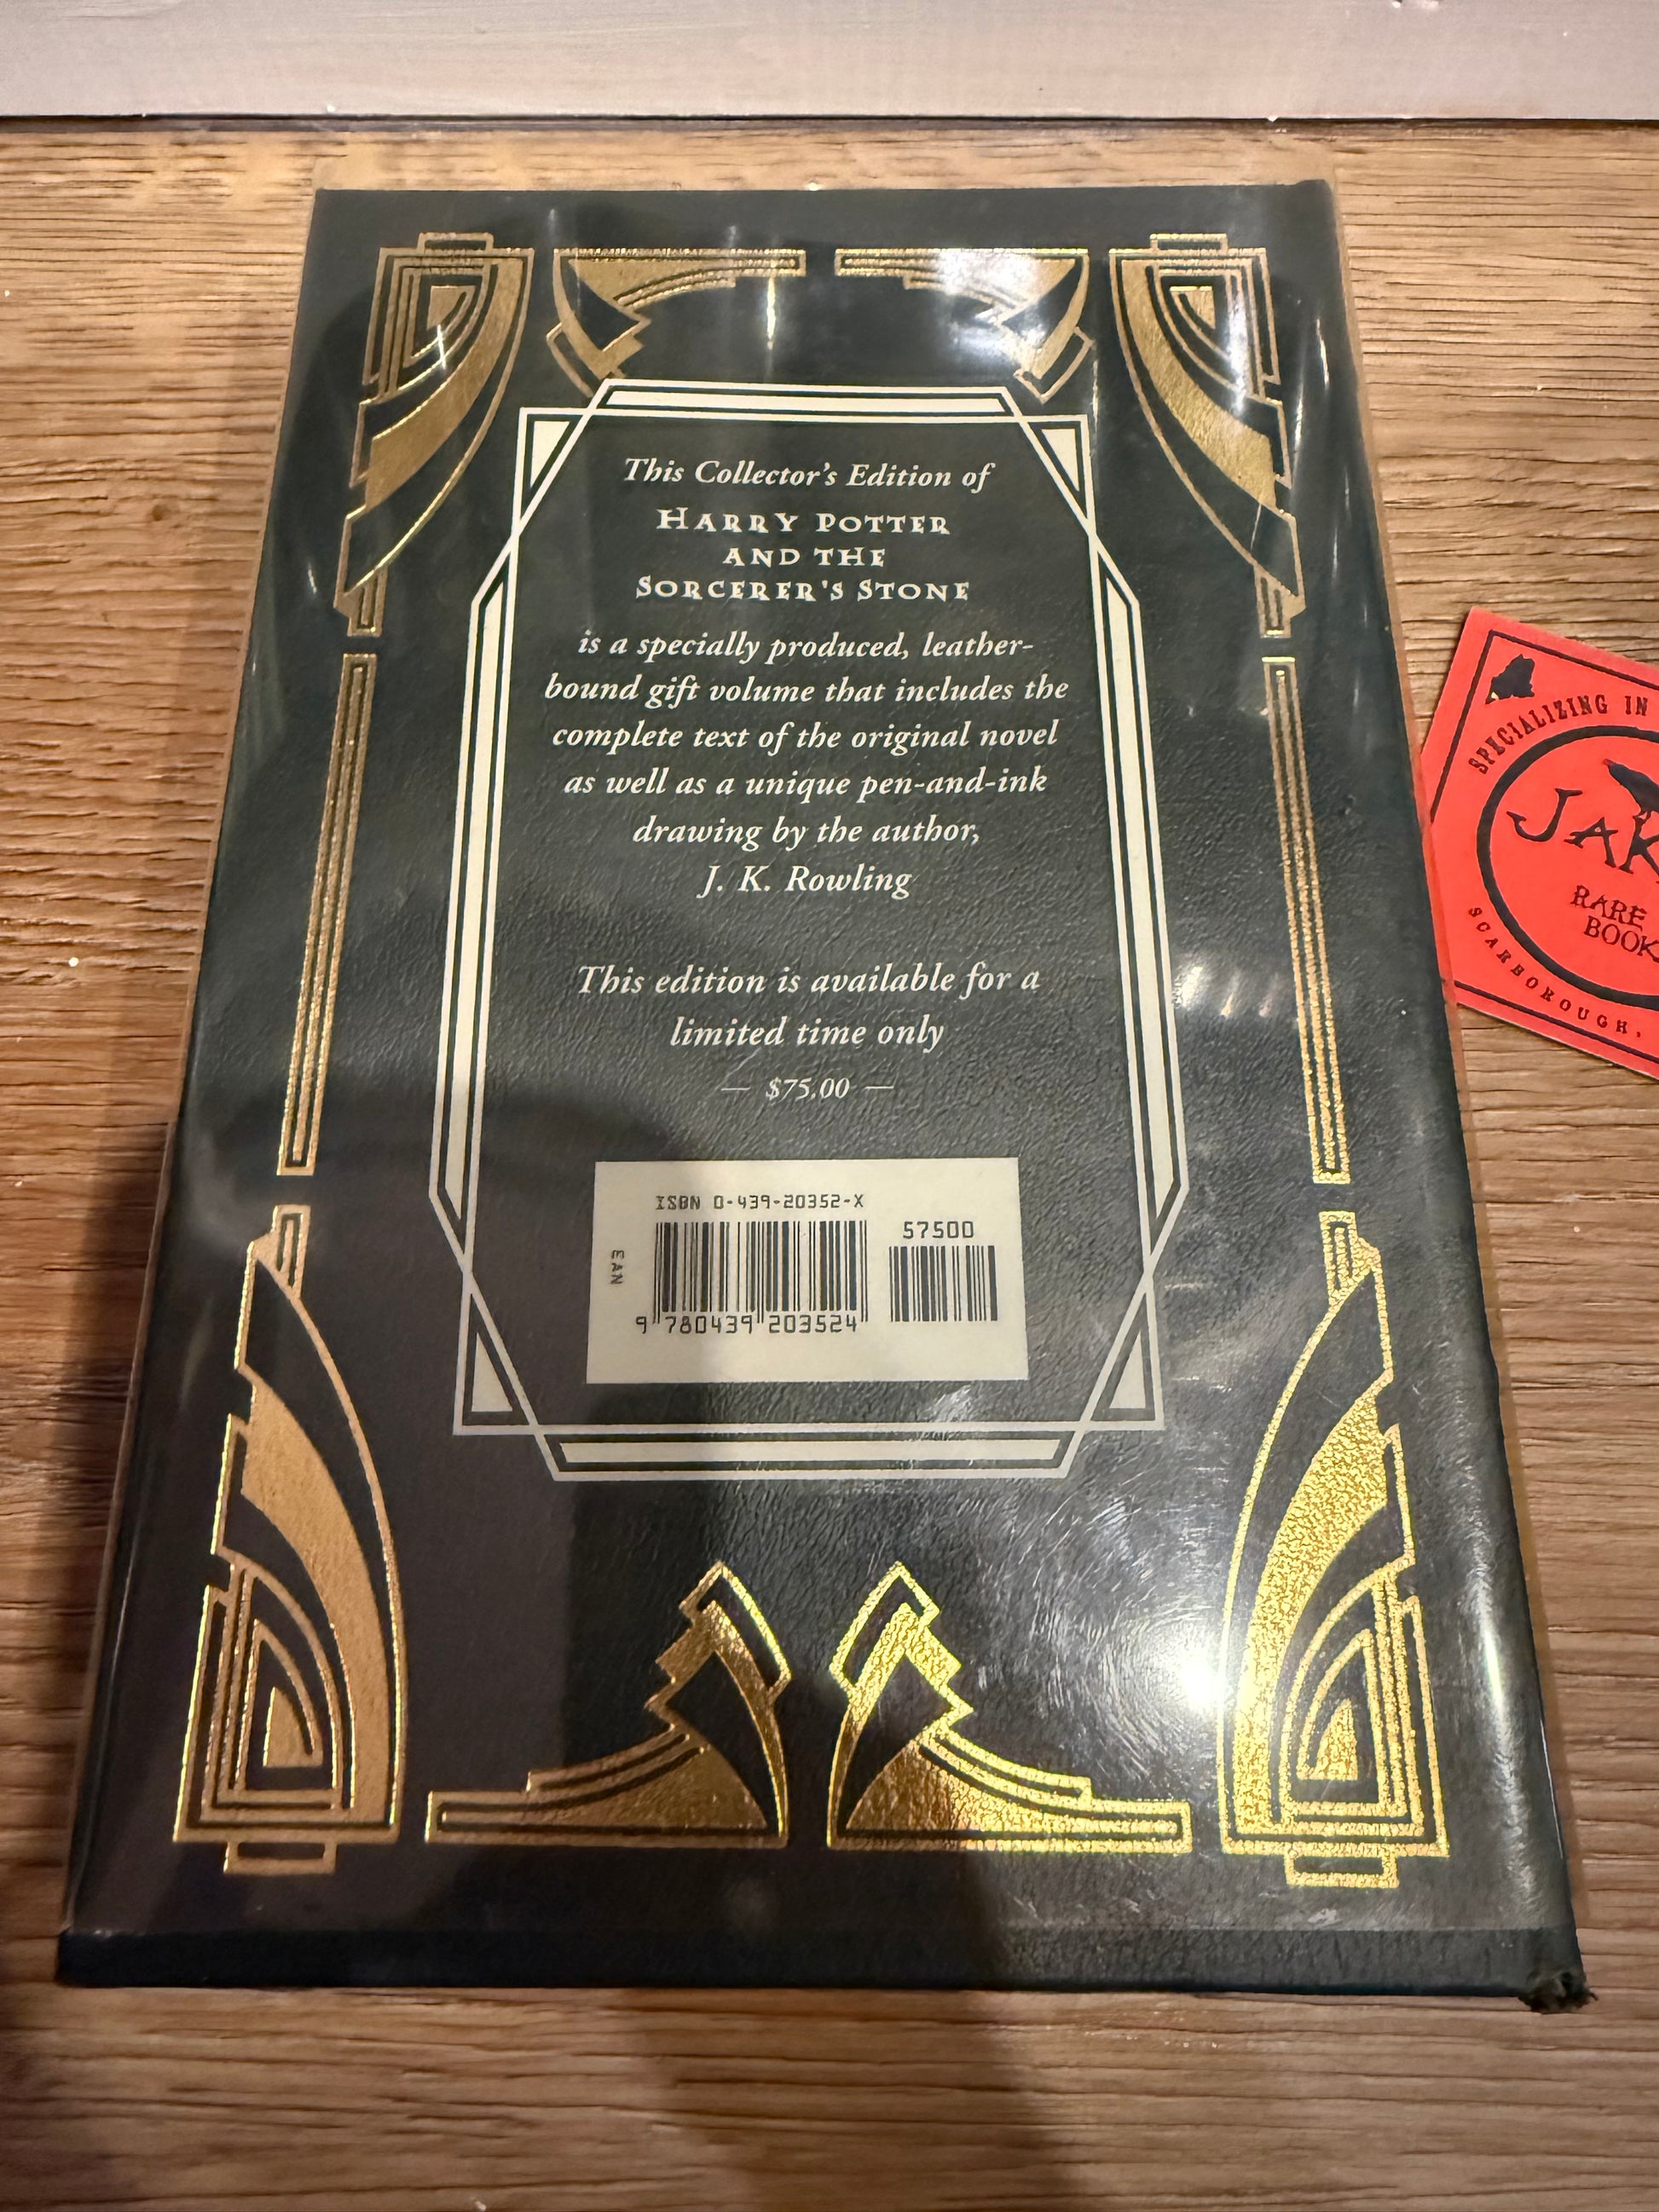 This Collector's Edition of
HARRY POTTER
AND THE
SORCERER'S STONE
is a specially produced, leather-
bound gift volume that includes the
complete text of the original novel
as well as a unique pen-and-ink
drawing by the author,
J. K. Rowling
This edition is available for a
limited time only
— $75.00 —
ISBN 0-439-20352-X
57500
EAN
9 780439 203524
SPECIALIZING IN
RARE
SCARBOROUGH,